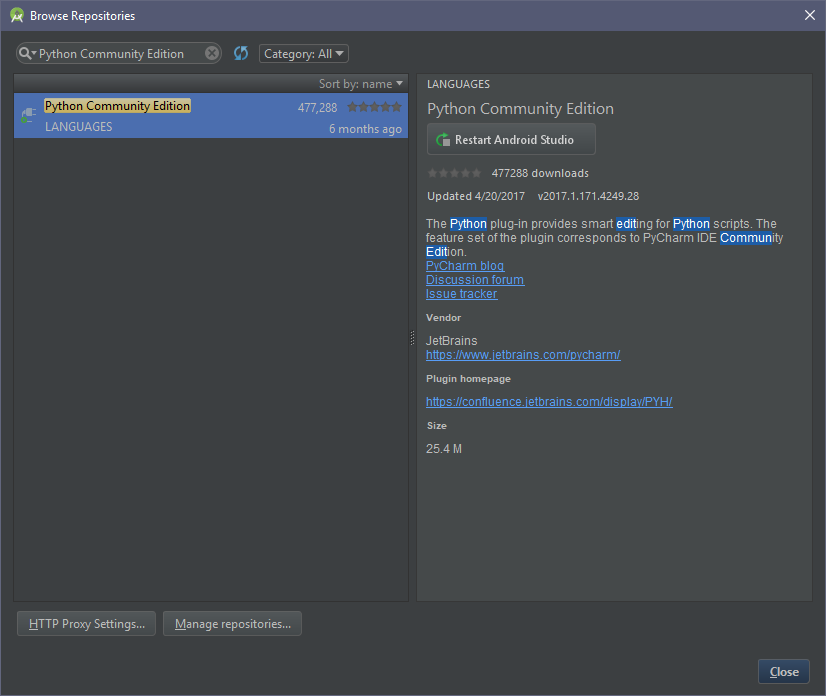 Browse Repositories
Python Community Edition
Category: All
Sort by: name
Python Community Edition
477,288
LANGUAGES
6 months ago
LANGUAGES
Python Community Edition
Restart Android Studio
477288 downloads
Updated 4/20/2017 v2017.1.171.4249.28
The Python plug-in provides smart editing for Python scripts. The
feature set of the plugin corresponds to PyCharm IDE Community
Edition.
PyCharm blog
Discussion forum
Issue tracker
Vendor
JetBrains
https://www.jetbrains.com/pycharm/
Plugin homepage
https://confluence.jetbrains.com/display/PYH/
Size
25.4 M
HTTP Proxy Settings...
Manage repositories...
Close